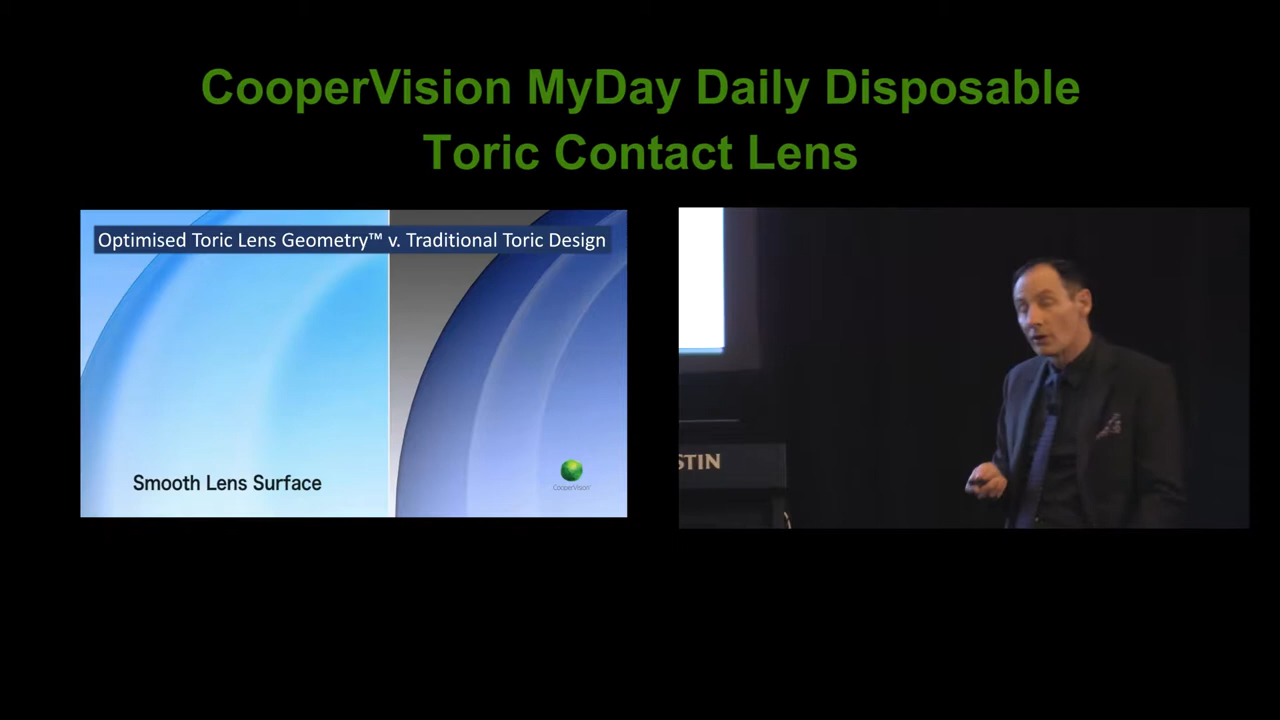 CooperVision MyDay Daily Disposable
Toric Contact Lens
Optimised Toric Lens Geometry™ v. Traditional Toric Design
Smooth Lens Surface
CooperVision
STIN